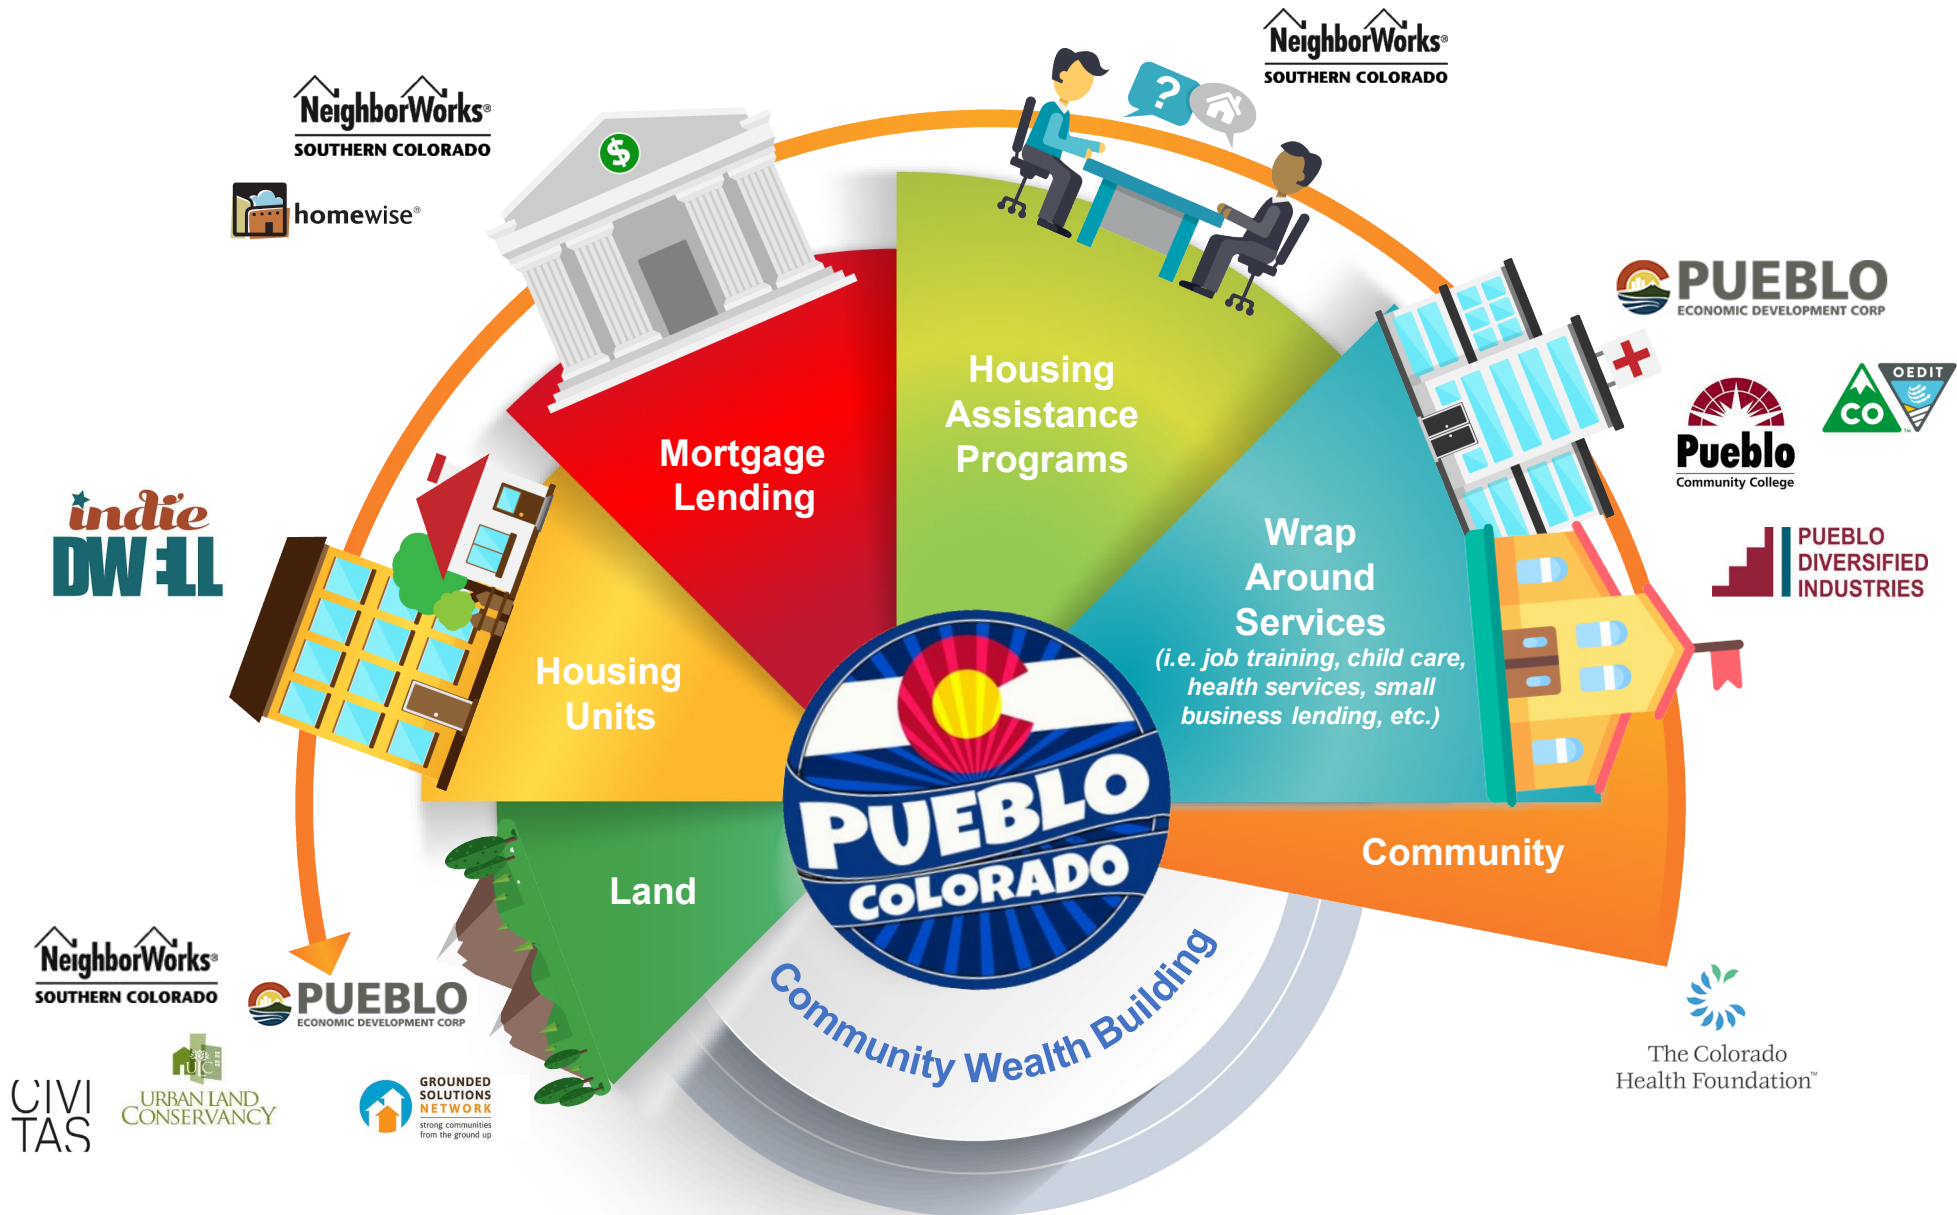 NeighborWorks®
SOUTHERN COLORADO
homewise®
$
?
NeighborWorks®
SOUTHERN COLORADO
PUEBLO
ECONOMIC DEVELOPMENT CORP
CO
TM
OEDIT
Pueblo
Community College
PUEBLO
DIVERSIFIED
INDUSTRIES
indie
DWELL
Mortgage
Lending
Housing
Assistance
Programs
Wrap
Around
Services
(i.e. job training, child care,
health services, small
business lending, etc.)
Housing
Units
Land
Community
PUEBLO
COLORADO
Community Wealth Building
NeighborWorks®
SOUTHERN COLORADO
PUEBLO
ECONOMIC DEVELOPMENT CORP
CIVI
TAS
ULC
URBAN LAND
CONSERVANCY
GROUNDED
SOLUTIONS
NETWORK
strong communities
from the ground up
The Colorado
Health Foundation™